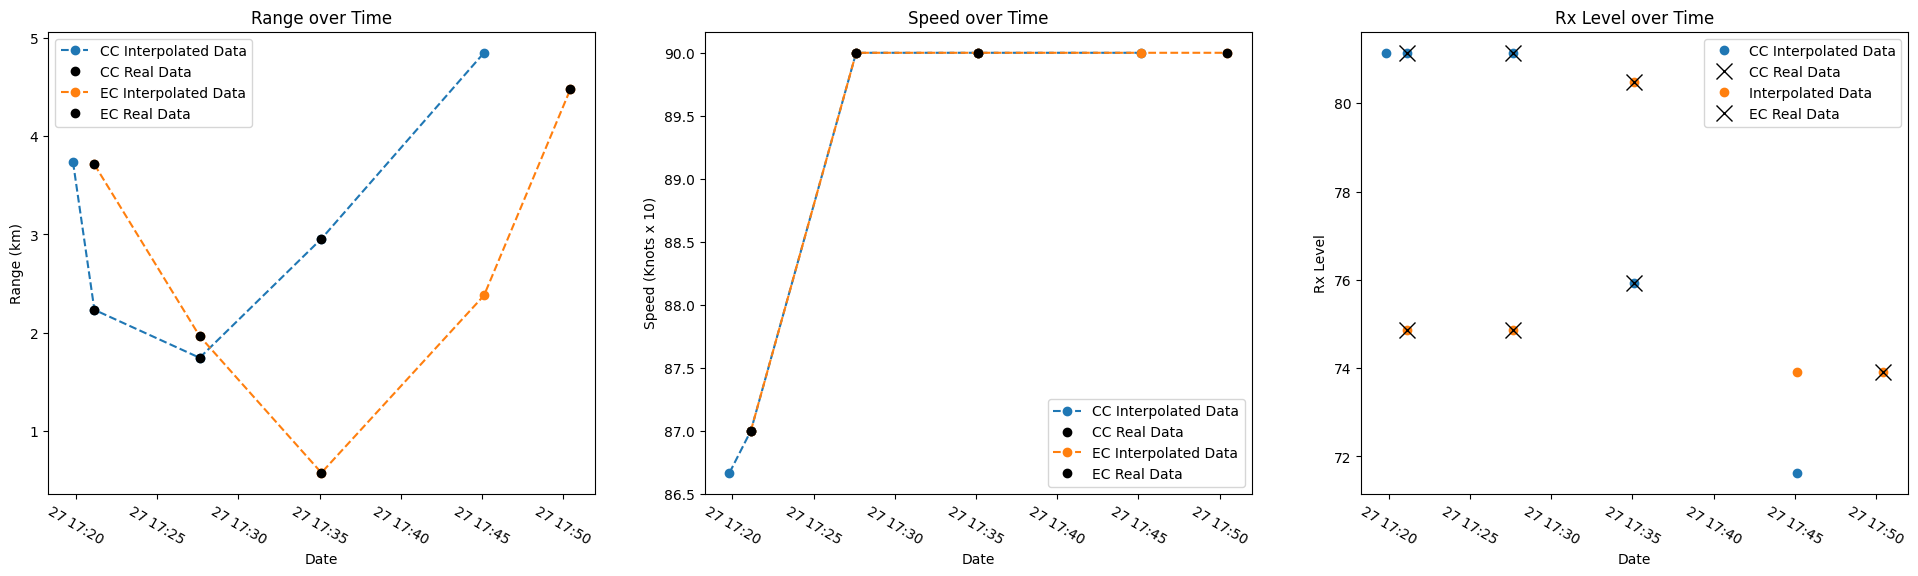 Range over Time
Range (km)
5
4
3
2
1
CC Interpolated Data
CC Real Data
EC Interpolated Data
EC Real Data
27 17:20
27 17:25
27 17:30
27 17:35
27 17:40
27 17:45
27 17:50
Date
Speed over Time
Speed (Knots x 10)
90.0
89.5
89.0
88.5
88.0
87.5
87.0
86.5
CC Interpolated Data
CC Real Data
EC Interpolated Data
EC Real Data
27 17:20
27 17:25
27 17:30
27 17:35
27 17:40
27 17:45
27 17:50
Date
Rx Level over Time
Rx Level
80
78
76
74
72
CC Interpolated Data
CC Real Data
Interpolated Data
EC Real Data
27 17:20
27 17:25
27 17:30
27 17:35
27 17:40
27 17:45
27 17:50
Date